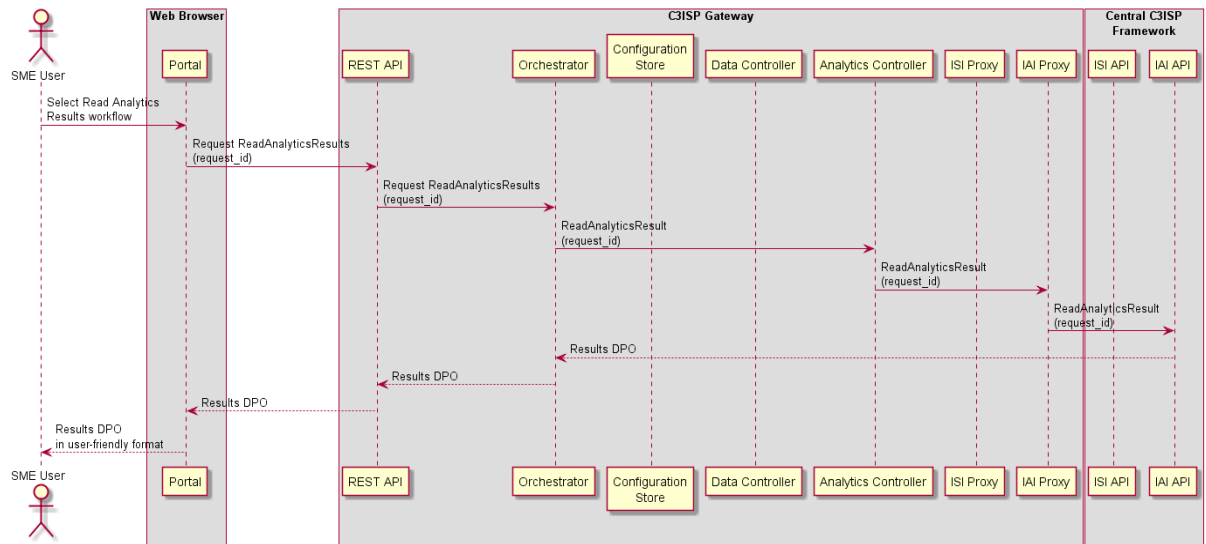 Web Browser
C3ISP Gateway
Central C3ISP
Framework
SME User
Portal
REST API
Orchestrator
Configuration
Store
Data Controller
Analytics Controller
ISI Proxy
IAI Proxy
ISI API
IAI API
Select Read Analytics
Results workflow
Request ReadAnalyticsResults
(request_id)
Request ReadAnalyticsResults
(request_id)
ReadAnalyticsResult
(request_id)
ReadAnalyticsResult
(request_id)
ReadAnalyticsResult
(request_id)
Results DPO
Results DPO
Results DPO
Results DPO
in user-friendly format
SME User
Portal
REST API
Orchestrator
Configuration
Store
Data Controller
Analytics Controller
ISI Proxy
IAI Proxy
ISI API
IAI API